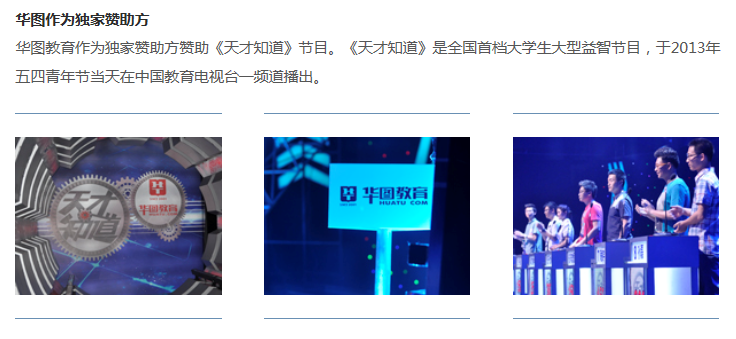 华图作为独家赞助方
华图教育作为独家赞助方赞助《天才知道》节目。《天才知道》是全国首档大学生大型益智节目，于2013年
五四青年节当天在中国教育电视台一频道播出。
天才
知道
华图教育
HUATU.COM
华图教育
HUATU.COM